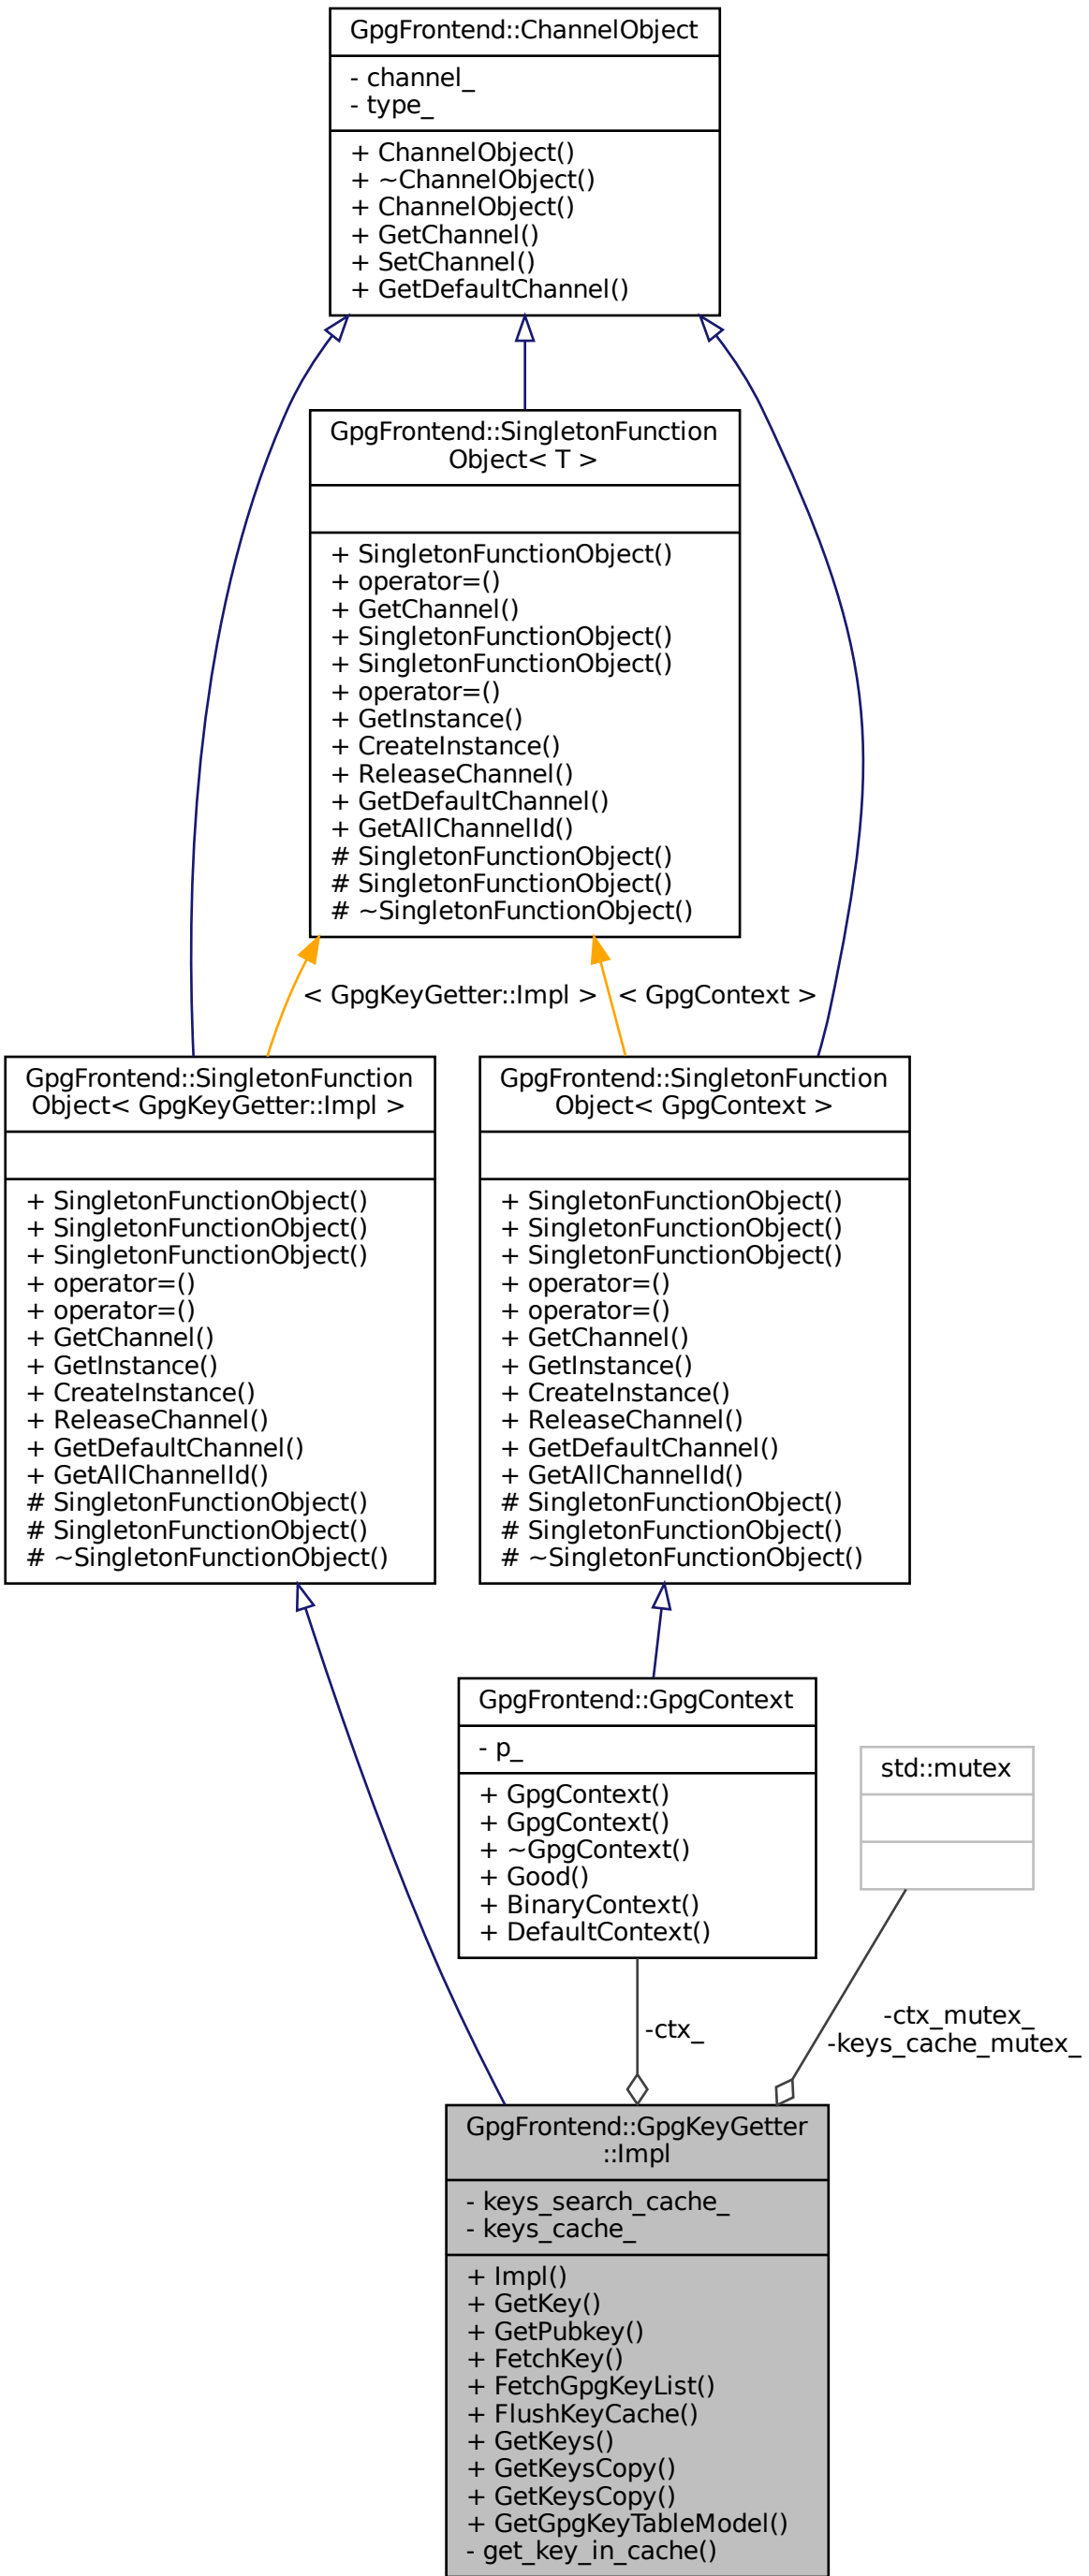 GpgFrontend::ChannelObject
- channel_
- type_
+ ChannelObject()
+ ~ChannelObject()
+ ChannelObject()
+ GetChannel()
+ SetChannel()
+ GetDefaultChannel()
GpgFrontend::SingletonFunction
Object< T >
+ SingletonFunctionObject()
+ operator=()
+ GetChannel()
+ SingletonFunctionObject()
+ SingletonFunctionObject()
+ operator=()
+ GetInstance()
+ CreateInstance()
+ ReleaseChannel()
+ GetDefaultChannel()
+ GetAllChannelId()
# SingletonFunctionObject()
# SingletonFunctionObject()
# ~SingletonFunctionObject()
< GpgKeyGetter::Impl >
< GpgContext >
GpgFrontend::SingletonFunction
Object< GpgKeyGetter::Impl >
+ SingletonFunctionObject()
+ SingletonFunctionObject()
+ SingletonFunctionObject()
+ operator=()
+ operator=()
+ GetChannel()
+ GetInstance()
+ CreateInstance()
+ ReleaseChannel()
+ GetDefaultChannel()
+ GetAllChannelId()
# SingletonFunctionObject()
# SingletonFunctionObject()
# ~SingletonFunctionObject()
GpgFrontend::SingletonFunction
Object< GpgContext >
+ SingletonFunctionObject()
+ SingletonFunctionObject()
+ SingletonFunctionObject()
+ operator=()
+ operator=()
+ GetChannel()
+ GetInstance()
+ CreateInstance()
+ ReleaseChannel()
+ GetDefaultChannel()
+ GetAllChannelId()
# SingletonFunctionObject()
# SingletonFunctionObject()
# ~SingletonFunctionObject()
GpgFrontend::GpgContext
- p_
+ GpgContext()
+ GpgContext()
+ ~GpgContext()
+ Good()
+ BinaryContext()
+ DefaultContext()
std::mutex
-ctx_
-ctx_mutex_
-keys_cache_mutex_
GpgFrontend::GpgKeyGetter
::Impl
- keys_search_cache_
- keys_cache_
+ Impl()
+ GetKey()
+ GetPubkey()
+ FetchKey()
+ FetchGpgKeyList()
+ FlushKeyCache()
+ GetKeys()
+ GetKeysCopy()
+ GetKeysCopy()
+ GetGpgKeyTableModel()
- get_key_in_cache()